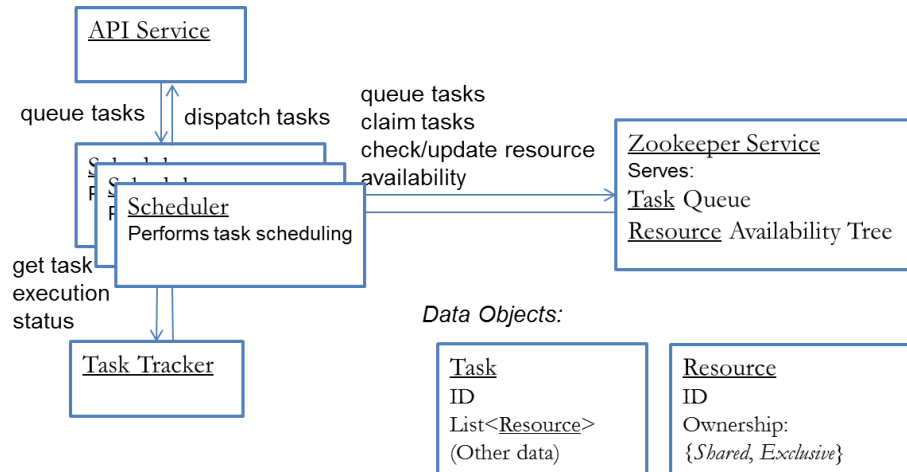 API Service
queue tasks
dispatch tasks
queue tasks
claim tasks
check/update resource
availability
Zookeeper Service
Serves:
Task Queue
Resource Availability Tree
Scheduler
Performs task scheduling
get task
execution
status
Task Tracker
Data Objects:
Task
ID
List<Resource>
(Other data)
Resource
ID
Ownership:
{Shared, Exclusive}